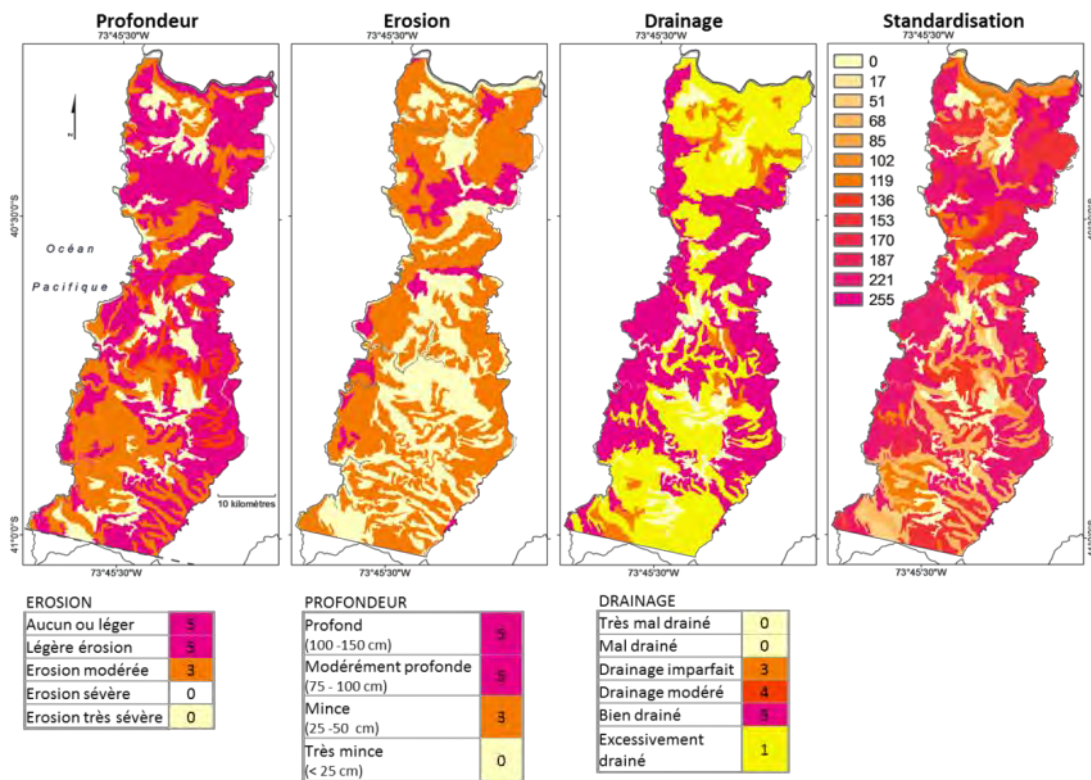 Profondeur
Erosion
Drainage
Standardisation
73°45'30"W
73°45'30"W
73°45'30"W
73°45'30"W
0
17
51
68
85
102
119
136
153
170
187
221
255
z
40°30'0"S
Océan
Pacifique
10 kilomètres
41°0'0"S
73°45'30"W
73°45'30"W
73°45'30"W
73°45'30"W
EROSION
Aucun ou léger 5
Légère érosion 5
Erosion modérée 3
Erosion sévère 0
Erosion très sévère 0
PROFONDEUR
Profond 5
(100 -150 cm)
Modérément profonde 5
(75 - 100 cm)
Mince 3
(25 -50 cm)
Très mince 0
(< 25 cm)
DRAINAGE
Très mal drainé 0
Mal drainé 0
Drainage imparfait 3
Drainage modéré 4
Bien drainé 5
Excessivement 1
drainé